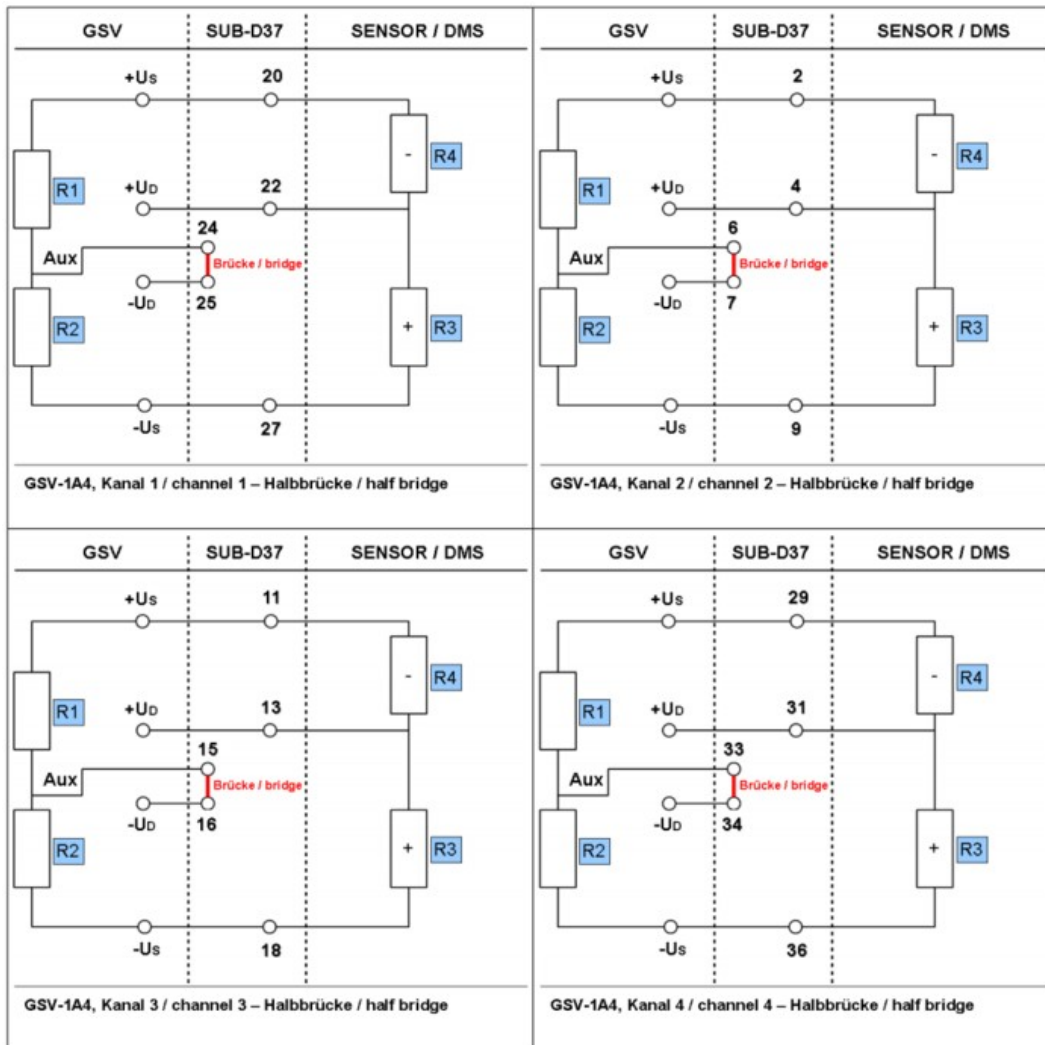 GSV SUB-D37 SENSOR / DMS
+US 20
R4
-
R1
+UD 22
24
Aux
Brücke / bridge
-UD 25
R2
+
R3
-US 27
GSV-1A4, Kanal 1 / channel 1 – Halbbrücke / half bridge
GSV SUB-D37 SENSOR / DMS
+US 2
R4
-
R1
+UD 4
6
Aux
Brücke / bridge
-UD 7
R2
+
R3
-US 9
GSV-1A4, Kanal 2 / channel 2 – Halbbrücke / half bridge
GSV SUB-D37 SENSOR / DMS
+US 11
R4
-
R1
+UD 13
15
Aux
Brücke / bridge
-UD 16
R2
+
R3
-US 18
GSV-1A4, Kanal 3 / channel 3 – Halbbrücke / half bridge
GSV SUB-D37 SENSOR / DMS
+US 29
R4
-
R1
+UD 31
33
Aux
Brücke / bridge
-UD 34
R2
+
R3
-US 36
GSV-1A4, Kanal 4 / channel 4 – Halbbrücke / half bridge